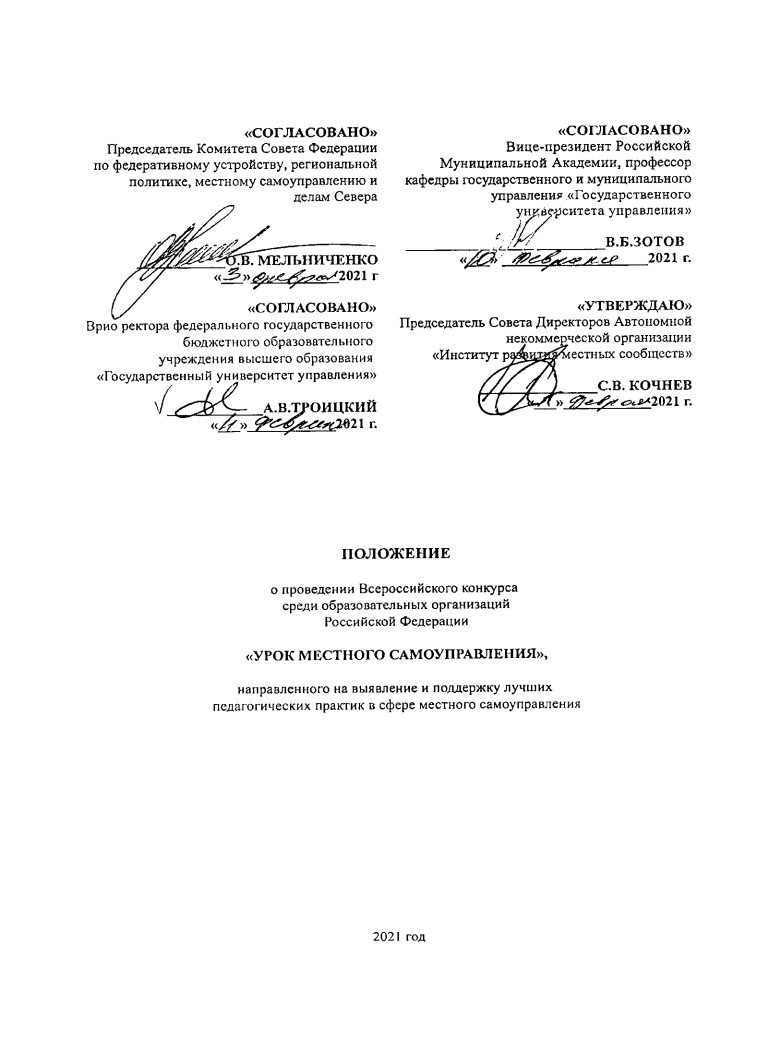 «СОГЛАСОВАНО»
Председатель Комитета Совета Федерации
по федеративному устройству, региональной
политике, местному самоуправлению и
делам Севера
О.В. МЕЛЬНИЧЕНКО
«3» февраля 2021 г
«СОГЛАСОВАНО»
Вице-президент Российской
Муниципальной Академии, профессор
кафедры государственного и муниципального
управления «Государственного
университета управления»
В.Б.ЗОТОВ
«10» февраля 2021 г.
«СОГЛАСОВАНО»
Врио ректора федерального государственного
бюджетного образовательного
учреждения высшего образования
«Государственный университет управления»
А.В.ТРОИЦКИЙ
«11» февраля 2021 г.
«УТВЕРЖДАЮ»
Председатель Совета Директоров Автономной
некоммерческой организации
«Институт развития местных сообществ»
С.В. КОЧНЕВ
февраля 2021 г.
ПОЛОЖЕНИЕ
о проведении Всероссийского конкурса
среди образовательных организаций
Российской Федерации
«УРОК МЕСТНОГО САМОУПРАВЛЕНИЯ»,
направленного на выявление и поддержку лучших
педагогических практик в сфере местного самоуправления
2021 год